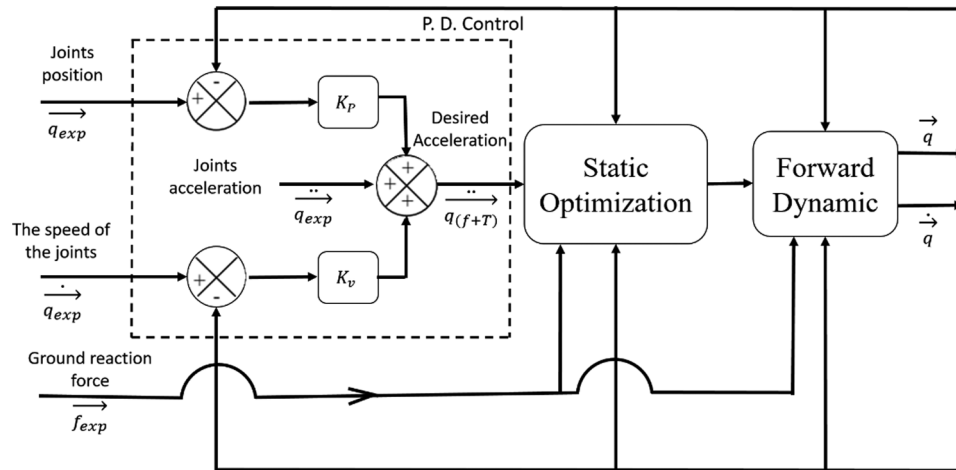 P. D. Control
Joints
position
q_exp
-
+
K_P
Desired
Acceleration
Joints
acceleration
q̈_exp
+
+
+
q̈_(f+T)
Static
Optimization
Forward
Dynamic
q
q̇
The speed of
the joints
q̇_exp
+
-
K_v
Ground reaction
force
f_exp